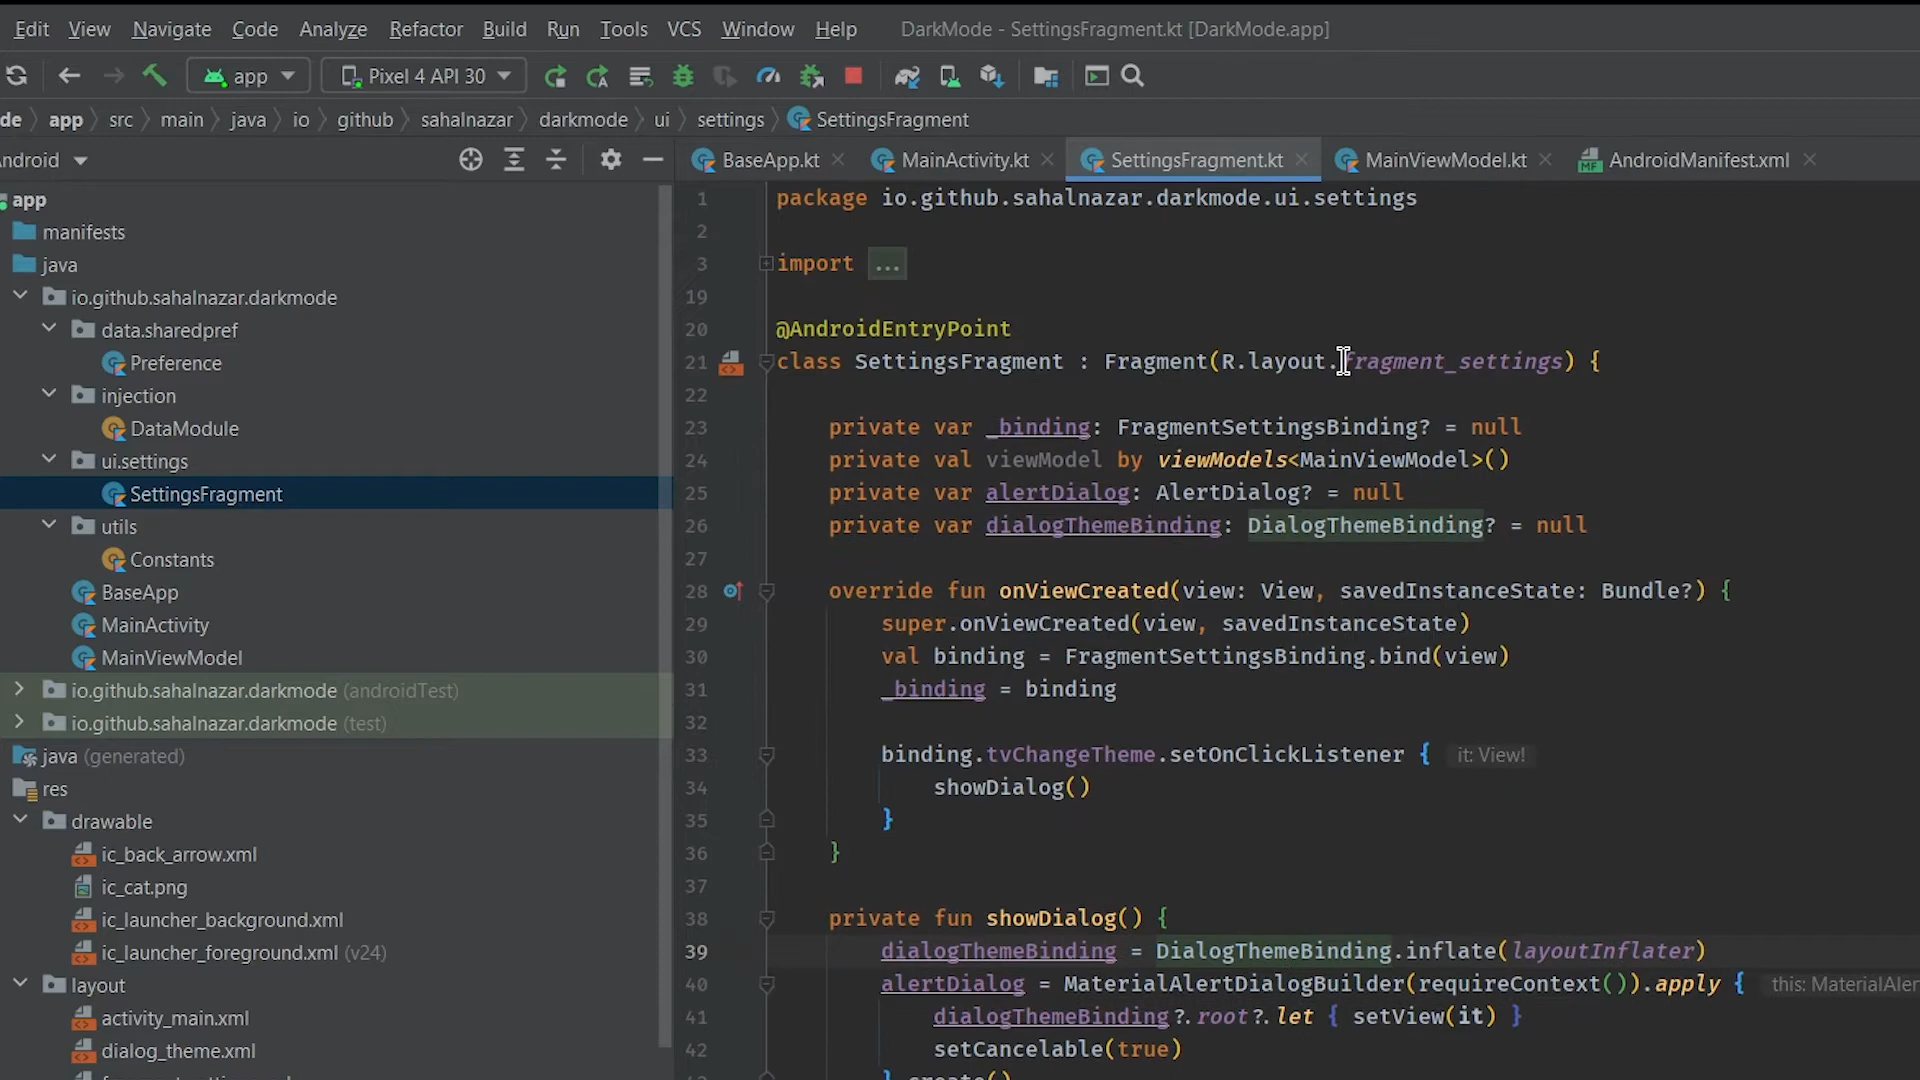 Edit View Navigate Code Analyze Refactor Build Run Tools VCS Window Help DarkMode - SettingsFragment.kt [DarkMode.app]
app Pixel 4 API 30
de app src main java io github sahalnazar darkmode ui settings SettingsFragment
ndroid
BaseApp.kt MainActivity.kt SettingsFragment.kt MainViewModel.kt AndroidManifest.xml
app
manifests
java
io.github.sahalnazar.darkmode
data.sharedpref
Preference
injection
DataModule
ui.settings
SettingsFragment
utils
Constants
BaseApp
MainActivity
MainViewModel
io.github.sahalnazar.darkmode (androidTest)
io.github.sahalnazar.darkmode (test)
java (generated)
res
drawable
ic_back_arrow.xml
ic_cat.png
ic_launcher_background.xml
ic_launcher_foreground.xml (v24)
layout
activity_main.xml
dialog_theme.xml
1 package io.github.sahalnazar.darkmode.ui.settings
2
3 import ...
19
20 @AndroidEntryPoint
21 class SettingsFragment : Fragment(R.layout.fragment_settings) {
22
23 private var _binding: FragmentSettingsBinding? = null
24 private val viewModel by viewModels<MainViewModel>()
25 private var alertDialog: AlertDialog? = null
26 private var dialogThemeBinding: DialogThemeBinding? = null
27
28 override fun onViewCreated(view: View, savedInstanceState: Bundle?) {
29 super.onViewCreated(view, savedInstanceState)
30 val binding = FragmentSettingsBinding.bind(view)
31 _binding = binding
32
33 binding.tvChangeTheme.setOnClickListener { it: View!
34 showDialog()
35 }
36 }
37
38 private fun showDialog() {
39 dialogThemeBinding = DialogThemeBinding.inflate(layoutInflater)
40 alertDialog = MaterialAlertDialogBuilder(requireContext()).apply { this: MaterialAler
41 dialogThemeBinding?.root?.let { setView(it) }
42 setCancelable(true)
} create()